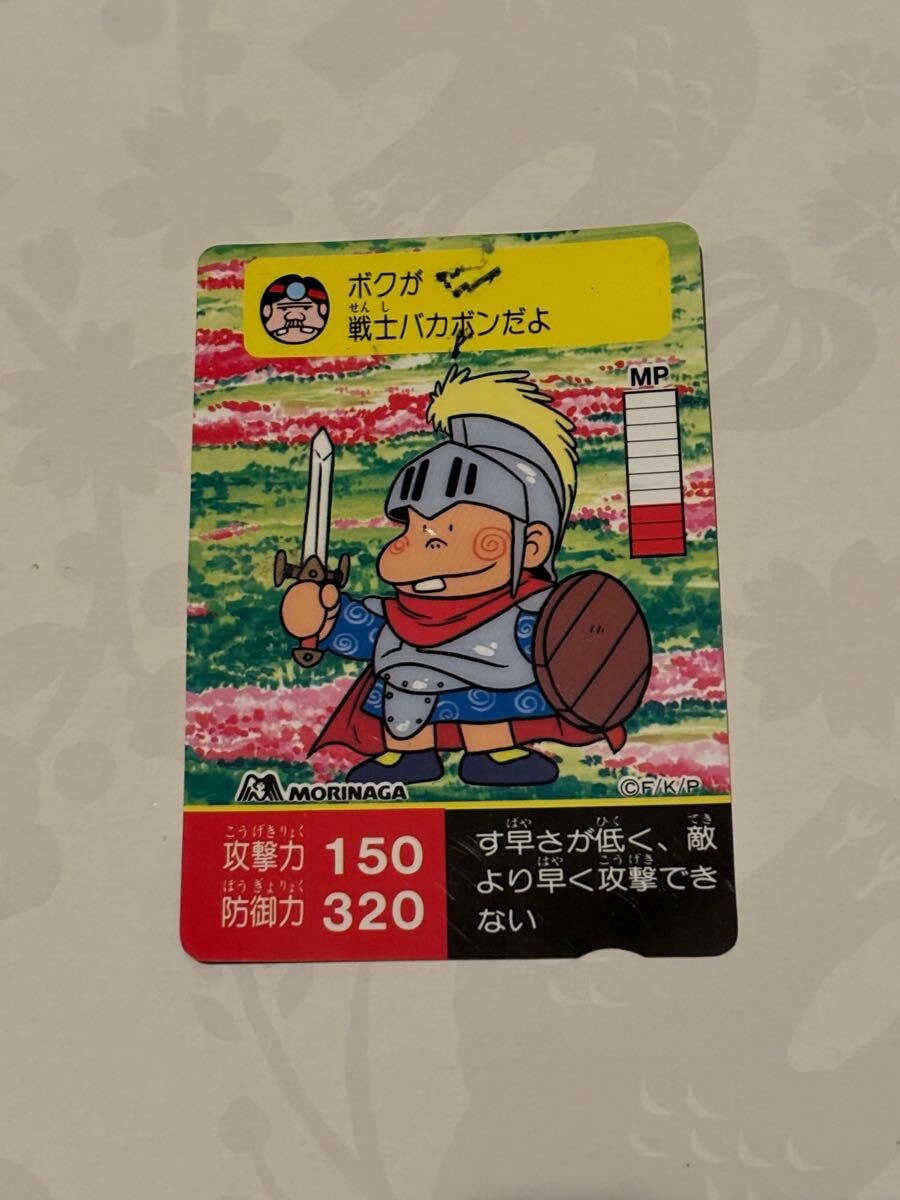 ボクが
せんし
戦士バカボンだよ
MP
MORINAGA
©F/K/P
こうげきりょく
攻撃力 150
ぼうぎょりょく
防御力 320
ばや ひく てき
す早さが低く、敵
はや こうげき
より早く攻撃でき
ない